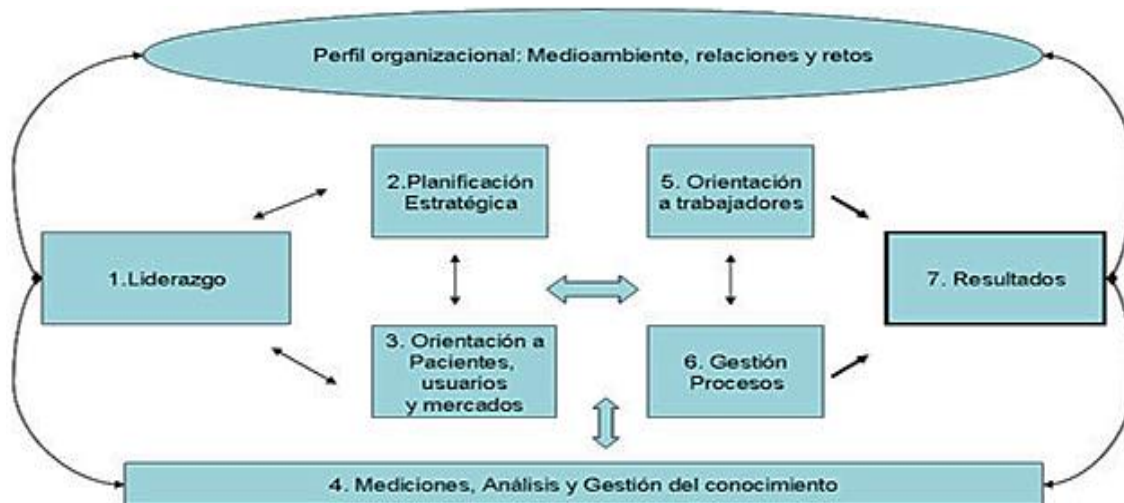 Perfil organizacional: Medioambiente, relaciones y retos
2.Planificación
Estratégica
5. Orientación
a trabajadores
1.Liderazgo
7. Resultados
3. Orientación a
Pacientes,
usuarios
y mercados
6. Gestión
Procesos
4. Mediciones, Análisis y Gestión del conocimiento